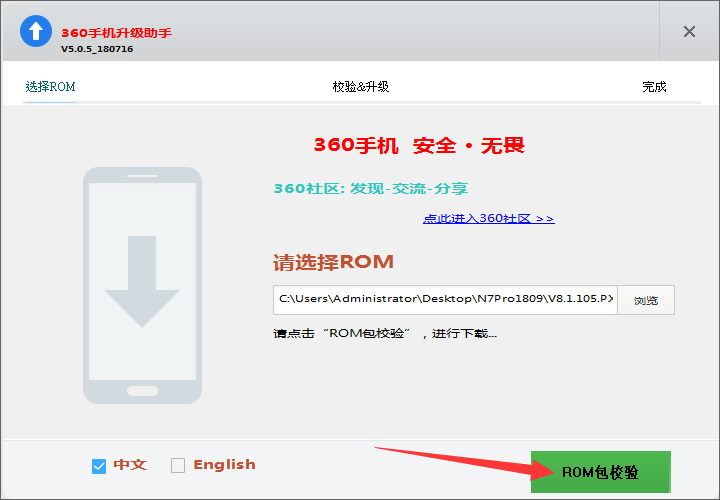 360手机升级助手
V5.0.5_180716
选择ROM
校验&升级
完成
360手机 安全·无畏
360社区: 发现-交流-分享
点此进入360社区 >>
请选择ROM
C:\Users\Administrator\Desktop\N7Pro1809\V8.1.105.PX
浏览
请点击“ROM包校验”，进行下载...
中文
English
ROM包校验